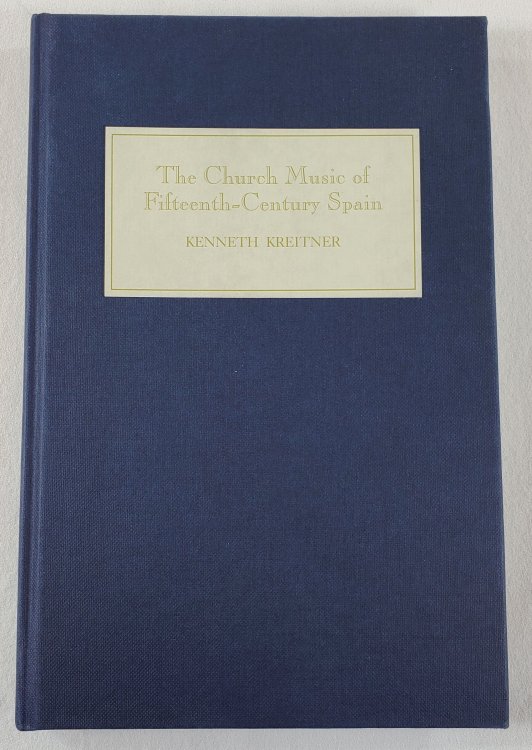 The Church Music of
Fifteenth-Century Spain
KENNETH KREITNER